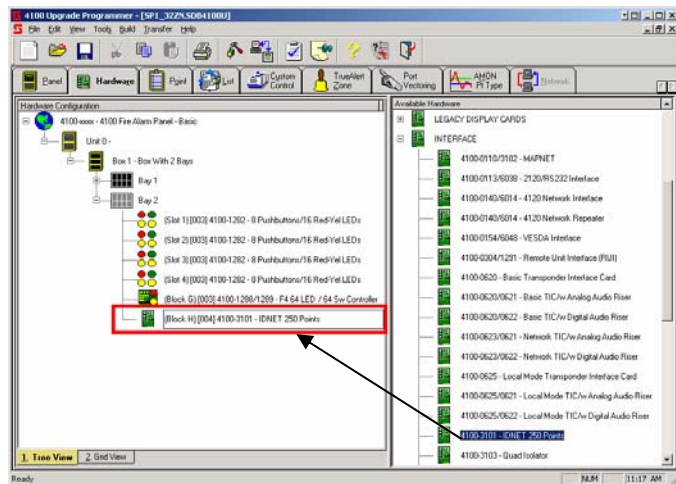 4100 Upgrade Programmer - [SP1_32ZN.SDB4100U]
File Edit View Tools Build Transfer Help
Panel Hardware Point List Custom Control TrueAlert Zone Port Vectoring AMON Pt Type Network
Hardware Configuration
4100-xxxx - 4100 Fire Alarm Panel - Basic
Unit 0 -
Box 1 - Box With 2 Bays
Bay 1
Bay 2
(Slot 1) [003] 4100-1282 - 8 Pushbuttons/16 Red-Yel LEDs
(Slot 2) [003] 4100-1282 - 8 Pushbuttons/16 Red-Yel LEDs
(Slot 3) [003] 4100-1282 - 8 Pushbuttons/16 Red-Yel LEDs
(Slot 4) [003] 4100-1282 - 8 Pushbuttons/16 Red-Yel LEDs
(Block G) [003] 4100-1288/1289 - F4 64 LED / 64 Sw Controller
(Block H) [004] 4100-3101 - IDNET 250 Points
1. Tree View 2. Grid View
Available Hardware
LEGACY DISPLAY CARDS
INTERFACE
4100-0110/3102 - MAPNET
4100-0113/6038 - 2120/RS232 Interface
4100-0140/6014 - 4120 Network Interface
4100-0140/6014 - 4120 Network Repeater
4100-0154/6048 - VESDA Interface
4100-0304/1291 - Remote Unit Interface (RUI)
4100-0620 - Basic Transponder Interface Card
4100-0620/0621 - Basic TIC/w Analog Audio Riser
4100-0620/0622 - Basic TIC/w Digital Audio Riser
4100-0623/0621 - Network TIC/w Analog Audio Riser
4100-0623/0622 - Network TIC/w Digital Audio Riser
4100-0625 - Local Mode Transponder Interface Card
4100-0625/0621 - Local Mode TIC/w Analog Audio Riser
4100-0625/0622 - Local Mode TIC/w Digital Audio Riser
4100-3101 - IDNET 250 Points
4100-3103 - Quad Isolator
Ready NUM 11:17 AM